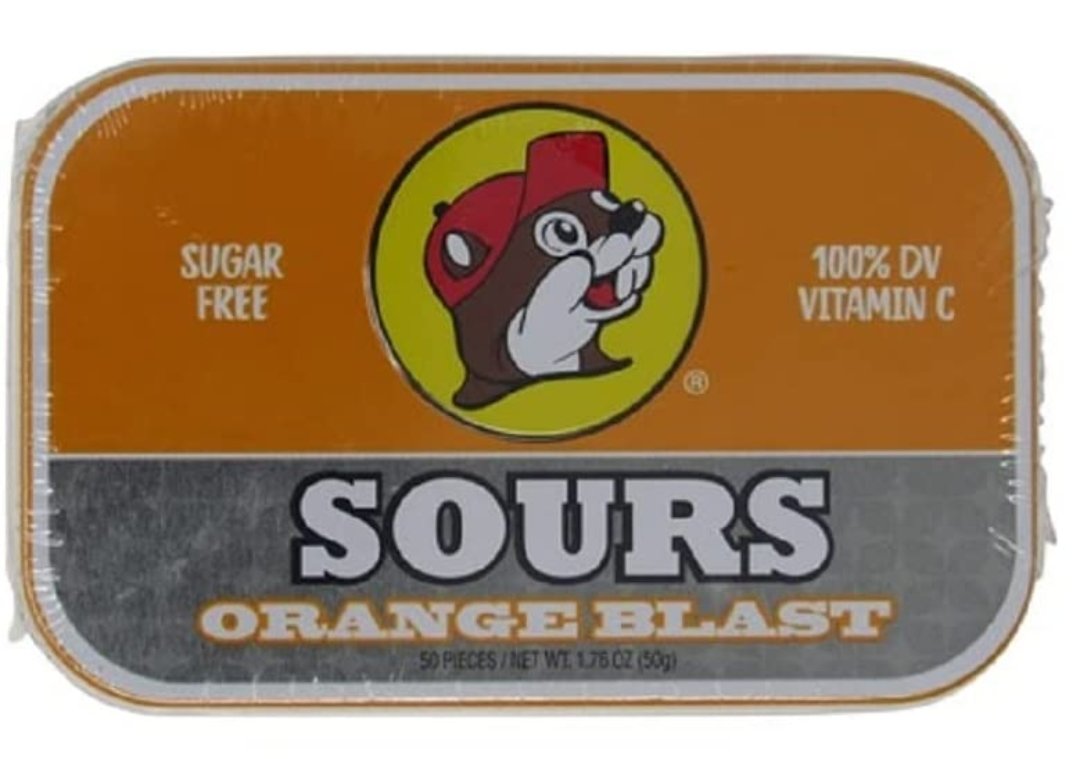 SUGAR
FREE
100% DV
VITAMIN C
®
SOURS
ORANGE BLAST
50 PIECES / NET WT. 1.76 OZ (50g)